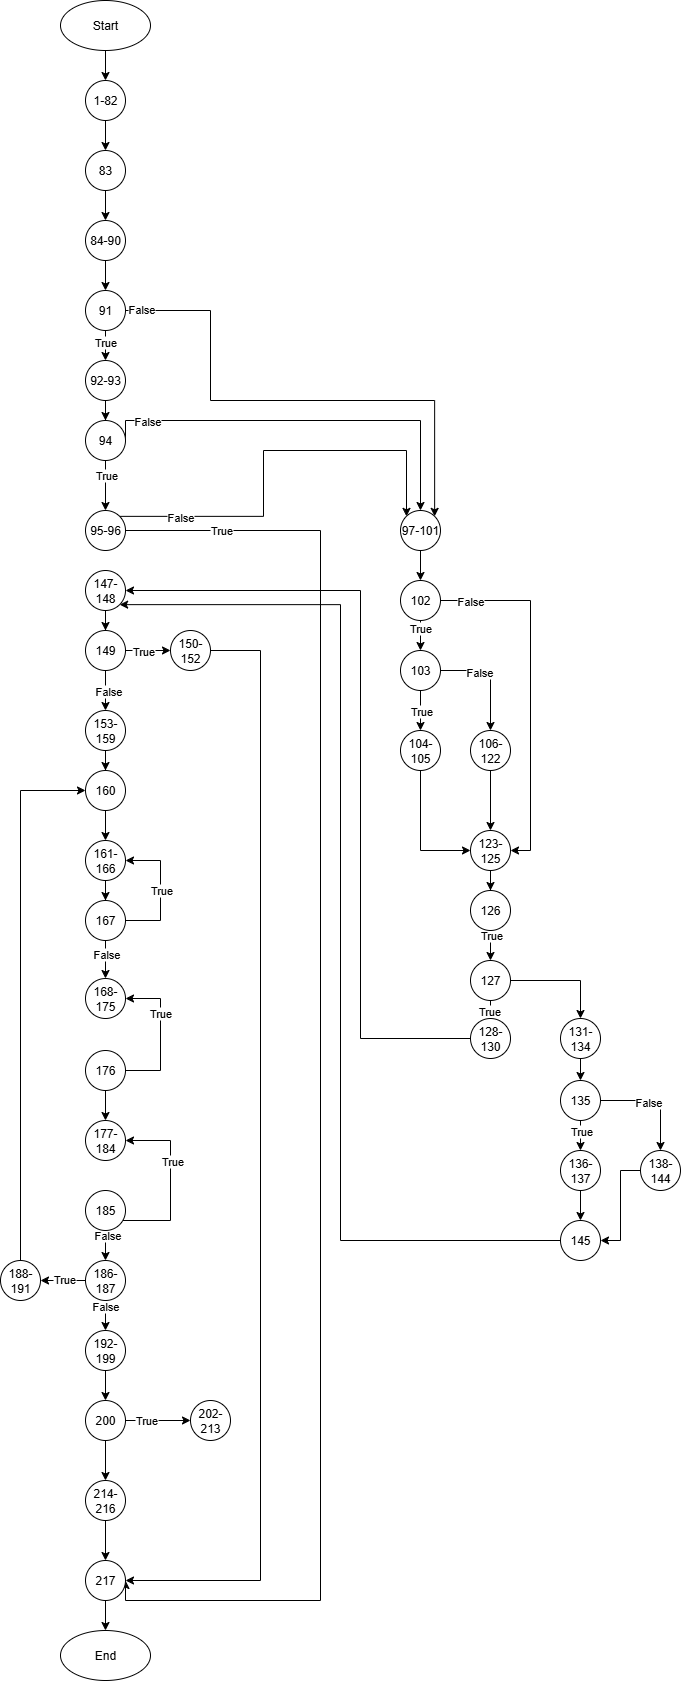 Start
1-82
83
84-90
91
False
True
92-93
94
False
True
95-96
False
True
97-101
147-
148
102
False
True
149
True
150-
152
103
False
False
True
153-
159
104-
105
106-
122
160
161-
166
123-
125
True
167
126
False
True
168-
175
127
True
True
128-
130
131-
134
176
135
False
True
177-
184
True
136-
137
138-
144
185
False
145
188-
191
True
186-
187
False
192-
199
200
True
202-
213
214-
216
217
End